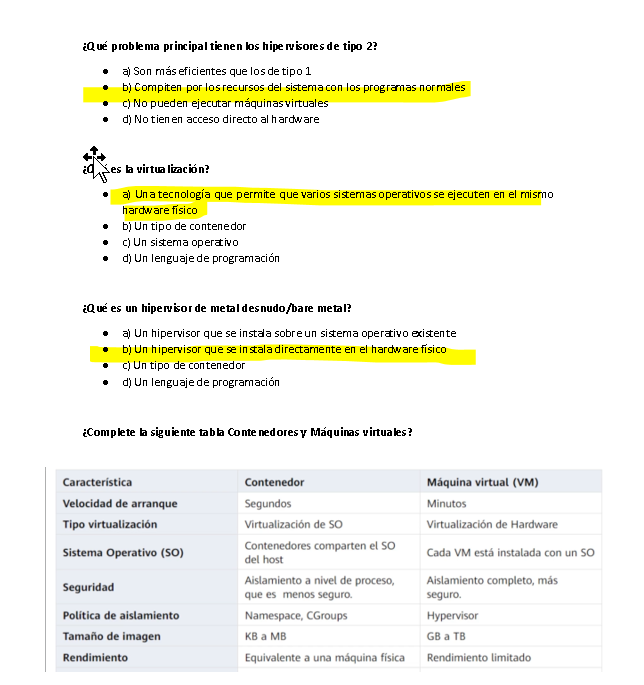 ¿Qué problema principal tienen los hipervisores de tipo 2?
● a) Son más eficientes que los de tipo 1
● b) Compiten por los recursos del sistema con los programas normales
● c) No pueden ejecutar máquinas virtuales
● d) No tienen acceso directo al hardware
es la virtualización?
● a) Una tecnología que permite que varios sistemas operativos se ejecuten en el mismo
hardware físico
● b) Un tipo de contenedor
● c) Un sistema operativo
● d) Un lenguaje de programación
¿Qué es un hipervisor de metal desnudo/bare metal?
● a) Un hipervisor que se instala sobre un sistema operativo existente
● b) Un hipervisor que se instala directamente en el hardware físico
● c) Un tipo de contenedor
● d) Un lenguaje de programación
¿Complete la siguiente tabla Contenedores y Máquinas virtuales?
Característica Contenedor Máquina virtual (VM)
Velocidad de arranque Segundos Minutos
Tipo virtualización Virtualización de SO Virtualización de Hardware
Sistema Operativo (SO) Contenedores comparten el SO
del host Cada VM está instalada con un SO
Seguridad Aislamiento a nivel de proceso,
que es menos seguro. Aislamiento completo, más
seguro.
Política de aislamiento Namespace, CGroups Hypervisor
Tamaño de imagen KB a MB GB a TB
Rendimiento Equivalente a una máquina física Rendimiento limitado